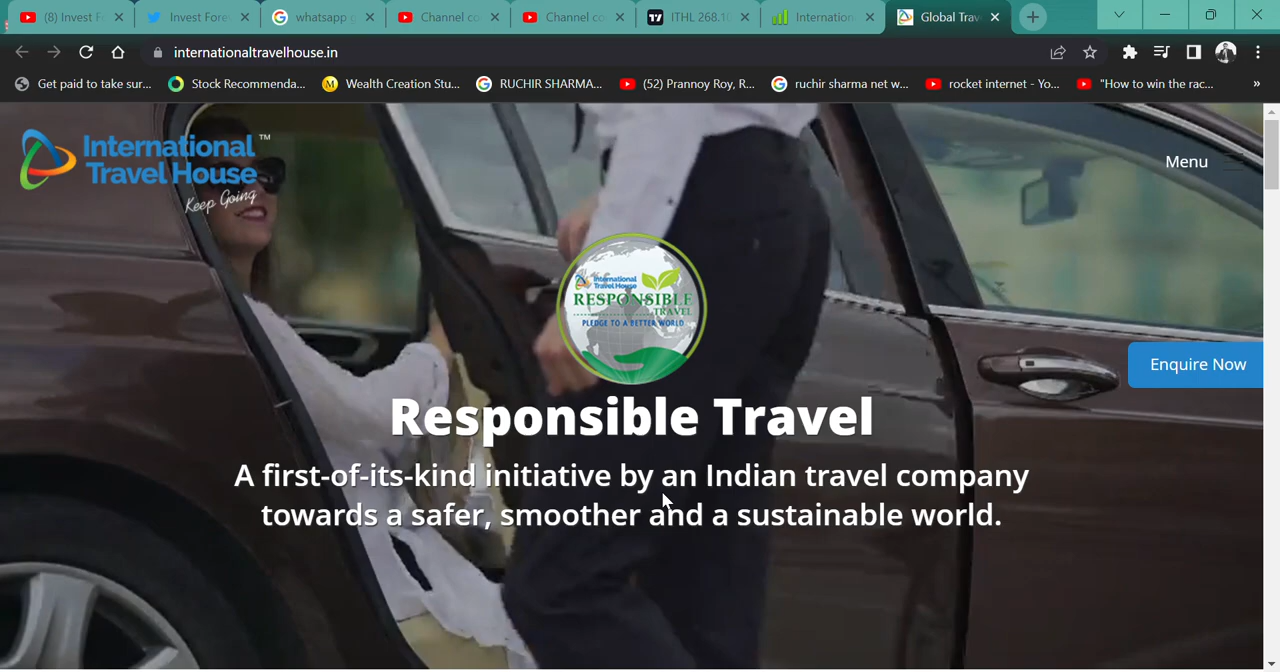 (8) Invest F
Invest Fore
whatsapp g
Channel co
Channel co
ITHL 268.10
Internation
Global Trav
internationaltravelhouse.in
Get paid to take sur...
Stock Recommenda...
Wealth Creation Stu...
RUCHIR SHARMA...
(52) Prannoy Roy, R...
ruchir sharma net w...
rocket internet - Yo...
"How to win the rac...
»
International
Travel House
™
Keep Going
Menu
International
Travel House
RESPONSIBLE
TRAVEL
PLEDGE TO A BETTER WORLD
Enquire Now
Responsible Travel
A first-of-its-kind initiative by an Indian travel company
towards a safer, smoother and a sustainable world.